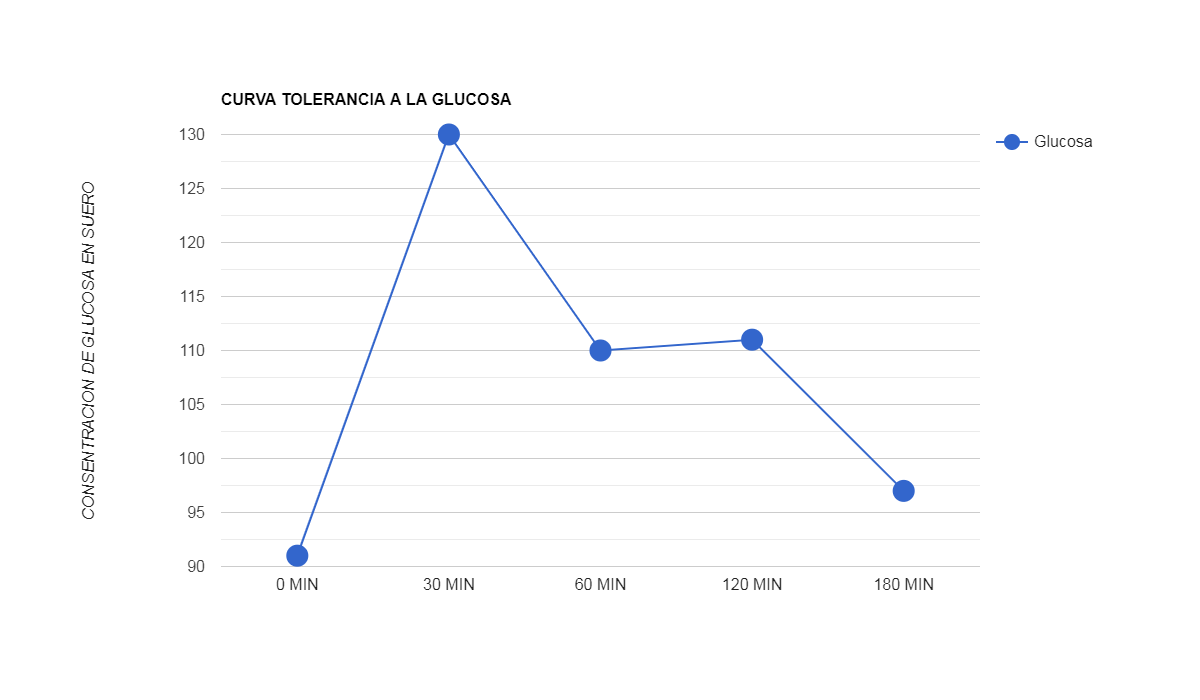 CURVA TOLERANCIA A LA GLUCOSA
CONSENTRACION DE GLUCOSA EN SUERO
130
125
120
115
110
105
100
95
90
0 MIN
30 MIN
60 MIN
120 MIN
180 MIN
Glucosa